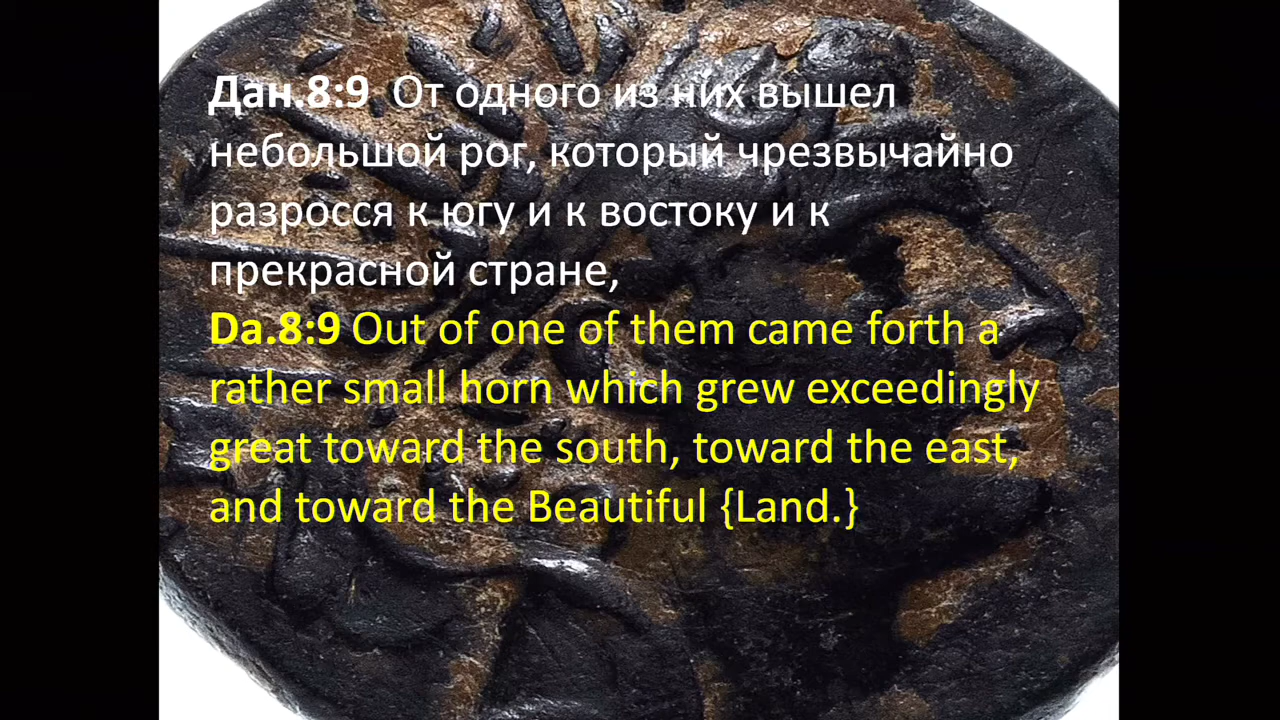 Дан.8:9 От одного из них вышел
небольшой рог, который чрезвычайно
разросся к югу и к востоку и к
прекрасной стране,
Da.8:9 Out of one of them came forth a
rather small horn which grew exceedingly
great toward the south, toward the east,
and toward the Beautiful {Land.}